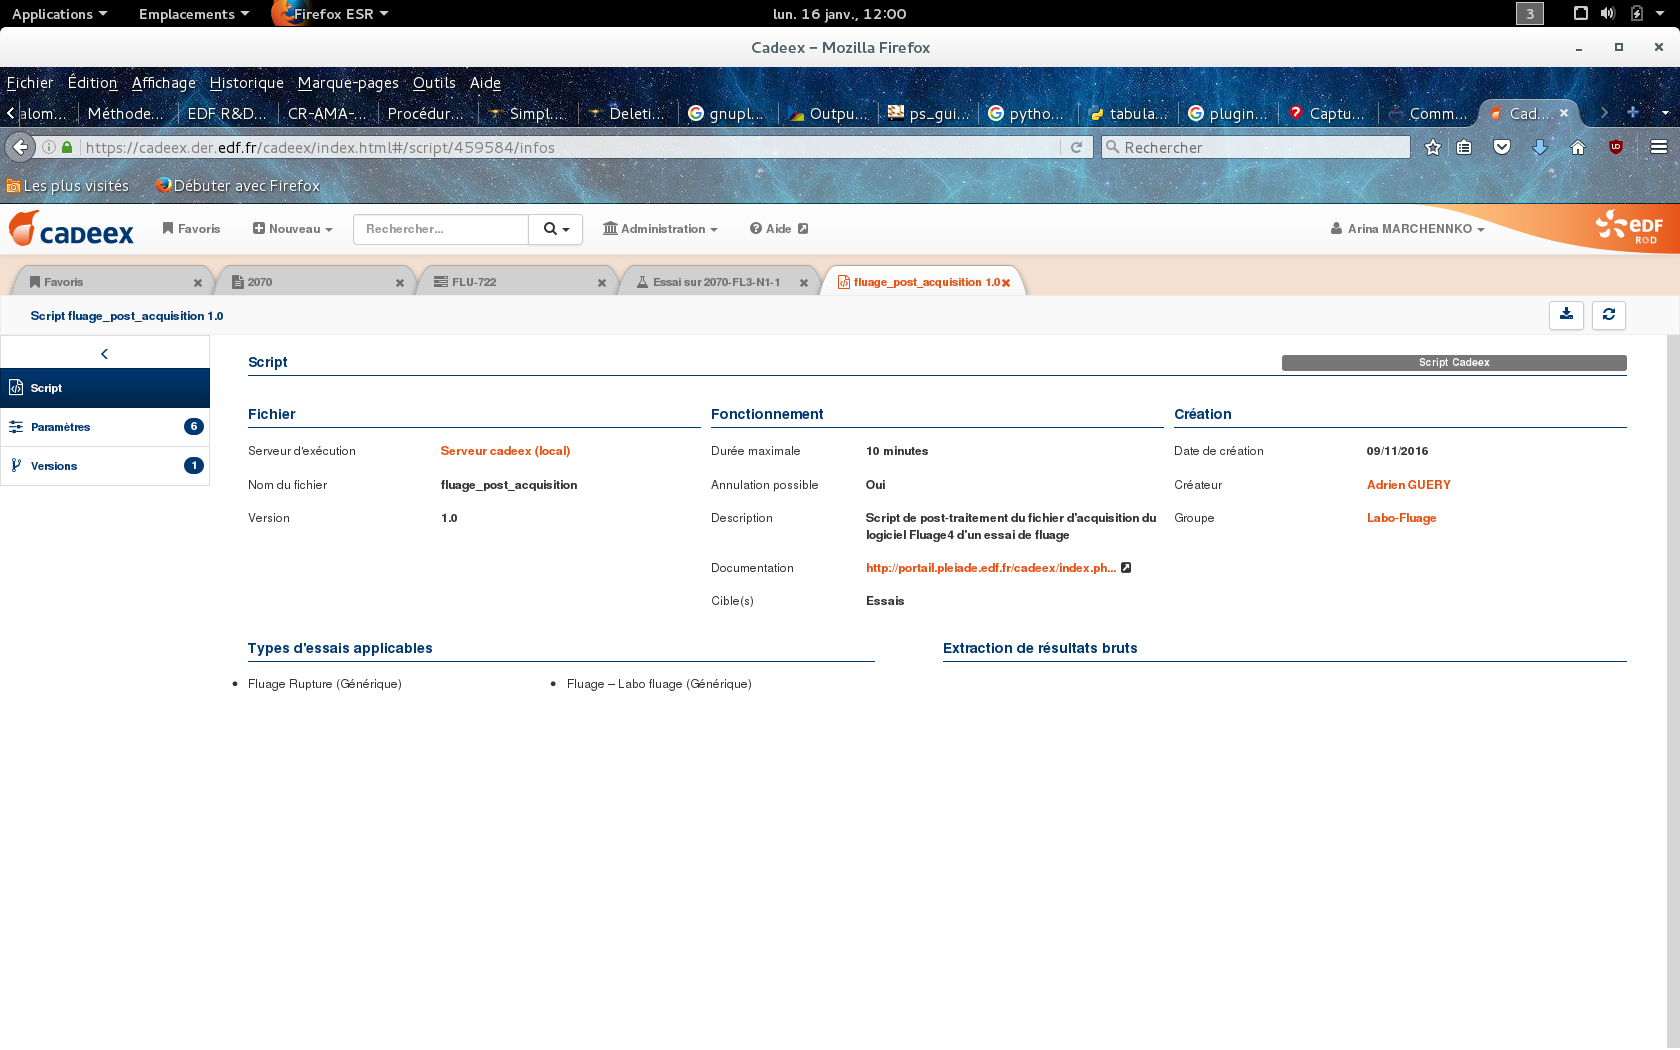 Applications Emplacements Firefox ESR lun. 16 janv., 12:00 3
Cadeex – Mozilla Firefox
Fichier Édition Affichage Historique Marque-pages Outils Aide
alom... Méthode... EDF R&D... CR-AMA-... Procédur... Simpl... Deleti... gnupl... Outpu... ps_gui... pytho... tabula... plugin... Captu... Comm... Cad...
https://cadeex.der.edf.fr/cadeex/index.html#/script/459584/infos Rechercher
Les plus visités Débuter avec Firefox
cadeex Favoris Nouveau Rechercher... Administration Aide Arina MARCHENNKO EDF
R&D
Favoris 2070 FLU-722 Essai sur 2070-FL3-N1-1 fluage_post_acquisition 1.0
Script fluage_post_acquisition 1.0
Script
Paramètres 6
Versions 1
Script Script Cadeex
Fichier Fonctionnement Création
Serveur d'exécution Serveur cadeex (local) Durée maximale 10 minutes Date de création 09/11/2016
Nom du fichier fluage_post_acquisition Annulation possible Oui Créateur Adrien GUERY
Version 1.0 Description Script de post-traitement du fichier d'acquisition du Groupe Labo-Fluage
logiciel Fluage4 d'un essai de fluage
Documentation http://portail.pleiade.edf.fr/cadeex/index.ph...
Cible(s) Essais
Types d'essais applicables Extraction de résultats bruts
• Fluage Rupture (Générique) • Fluage – Labo fluage (Générique)